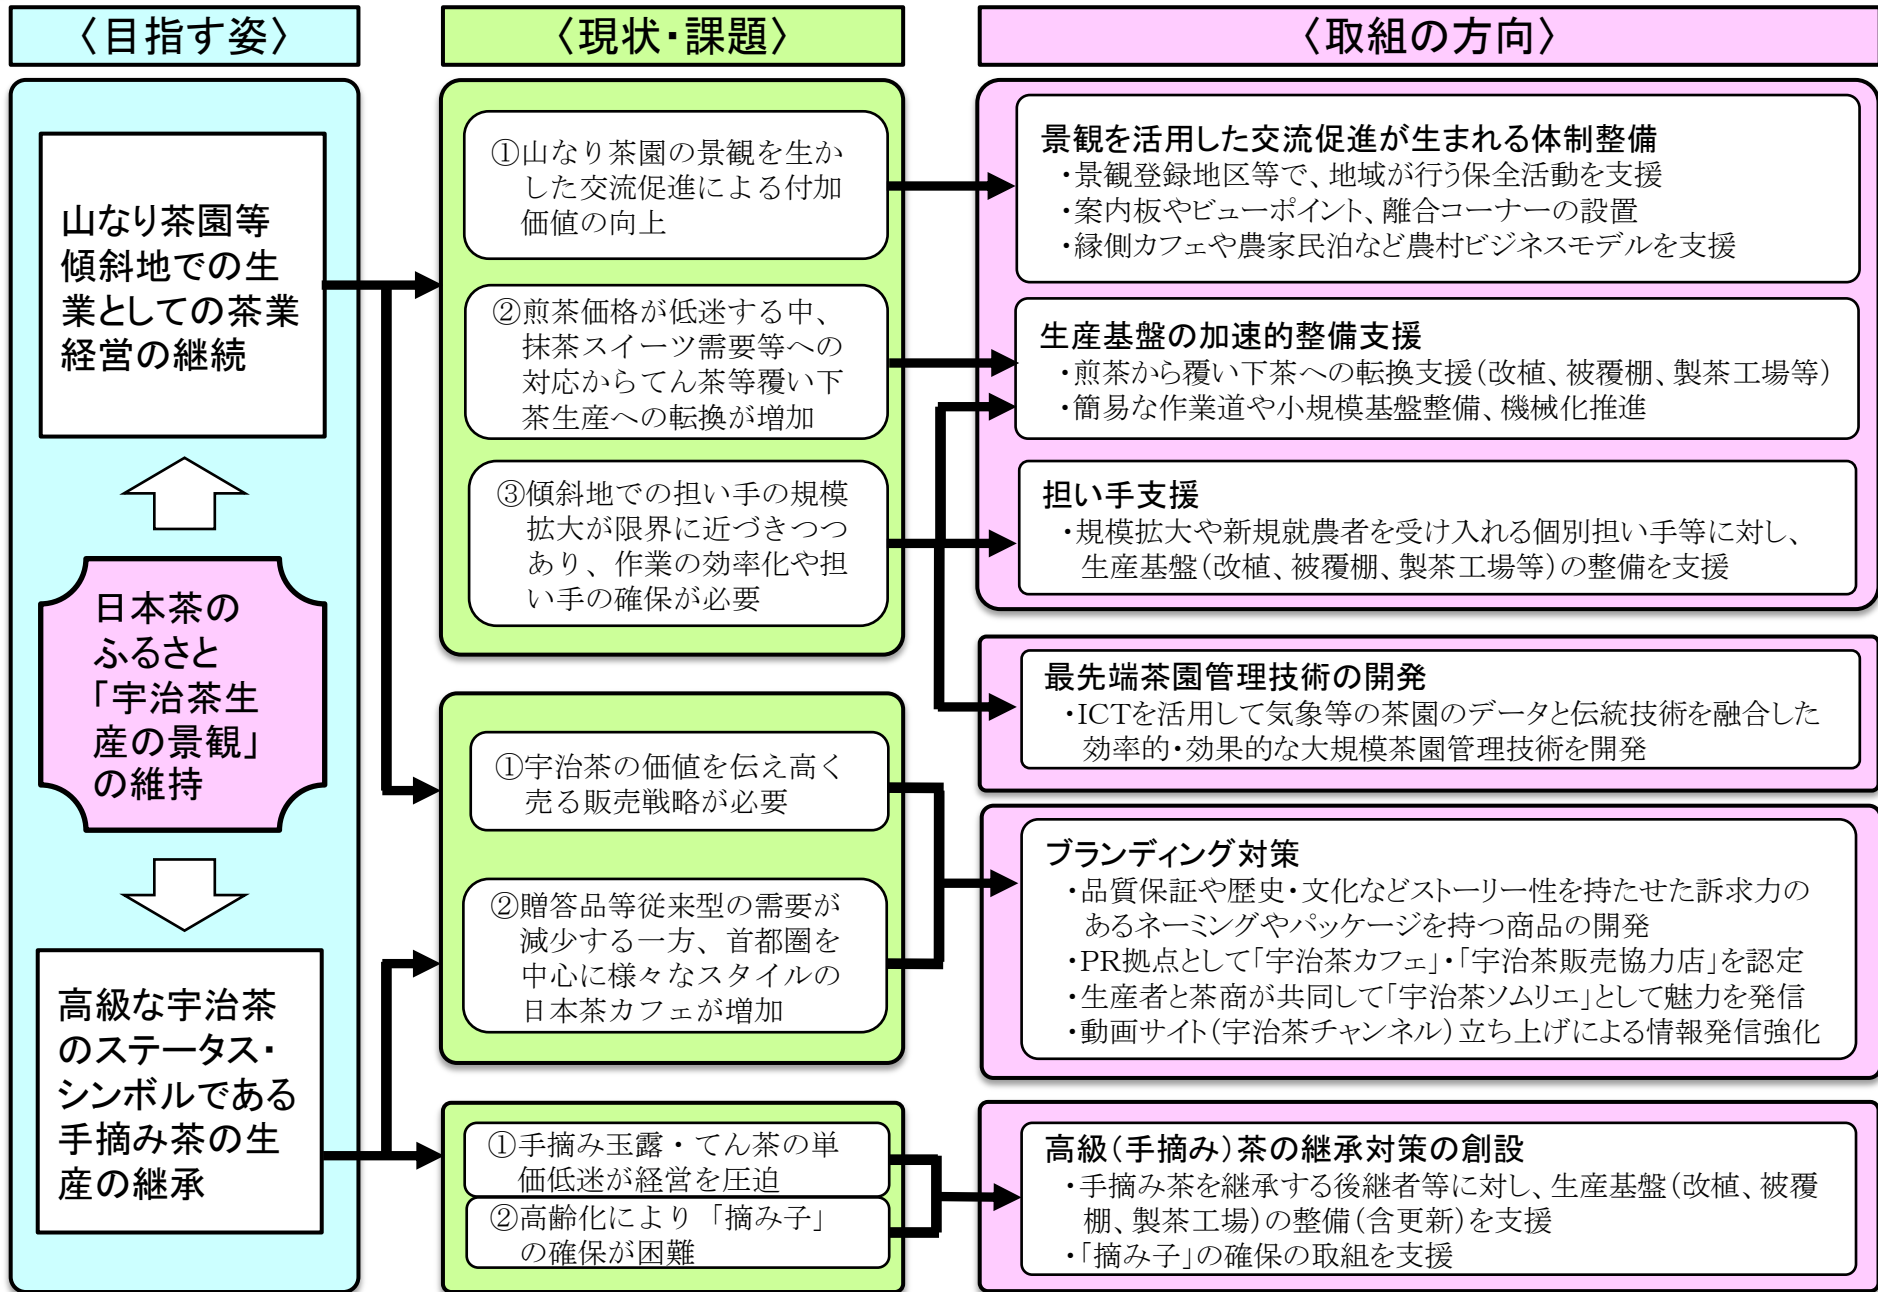 〈目指す姿〉
山なり茶園等
傾斜地での生
業としての茶業
経営の継続
日本茶の
ふるさと
「宇治茶生
産の景観」
の維持
高級な宇治茶
のステータス・
シンボルである
手摘み茶の生
産の継承
〈現状・課題〉
①山なり茶園の景観を生か
した交流促進による付加
価値の向上
②煎茶価格が低迷する中、
抹茶スイーツ需要等への
対応からてん茶等覆い下
茶生産への転換が増加
③傾斜地での担い手の規模
拡大が限界に近づきつつ
あり、作業の効率化や担
い手の確保が必要
①宇治茶の価値を伝え高く
売る販売戦略が必要
②贈答品等従来型の需要が
減少する一方、首都圏を
中心に様々なスタイルの
日本茶カフェが増加
①手摘み玉露・てん茶の単
価低迷が経営を圧迫
②高齢化により「摘み子」
の確保が困難
〈取組の方向〉
景観を活用した交流促進が生まれる体制整備
・景観登録地区等で、地域が行う保全活動を支援
・案内板やビューポイント、離合コーナーの設置
・縁側カフェや農家民泊など農村ビジネスモデルを支援
生産基盤の加速的整備支援
・煎茶から覆い下茶への転換支援（改植、被覆棚、製茶工場等）
・簡易な作業道や小規模基盤整備、機械化推進
担い手支援
・規模拡大や新規就農者を受け入れる個別担い手等に対し、
生産基盤（改植、被覆棚、製茶工場等）の整備を支援
最先端茶園管理技術の開発
・ICTを活用して気象等の茶園のデータと伝統技術を融合した
効率的・効果的な大規模茶園管理技術を開発
ブランディング対策
・品質保証や歴史・文化などストーリー性を持たせた訴求力の
あるネーミングやパッケージを持つ商品の開発
・PR拠点として「宇治茶カフェ」・「宇治茶販売協力店」を認定
・生産者と茶商が共同して「宇治茶ソムリエ」として魅力を発信
・動画サイト（宇治茶チャンネル）立ち上げによる情報発信強化
高級（手摘み）茶の継承対策の創設
・手摘み茶を継承する後継者等に対し、生産基盤（改植、被覆
棚、製茶工場）の整備（含更新）を支援
・「摘み子」の確保の取組を支援